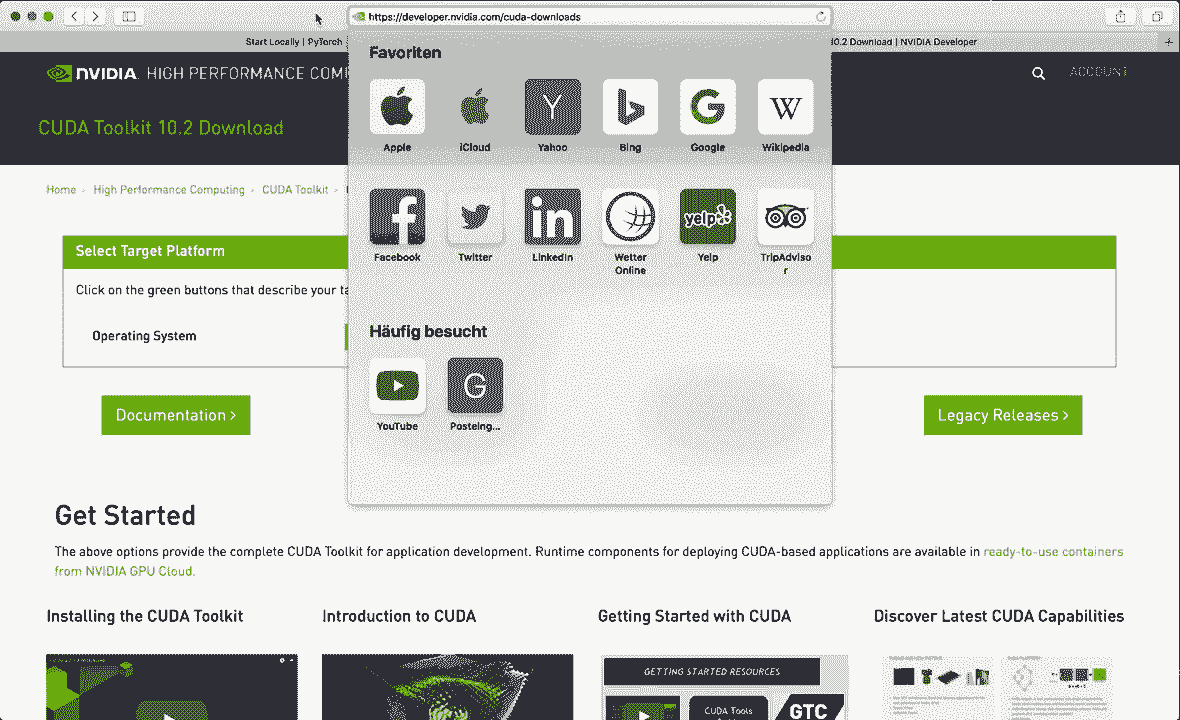 https://developer.nvidia.com/cuda-downloads
Start Locally | PyTorch
10.2 Download | NVIDIA Developer
NVIDIA. HIGH PERFORMANCE
ACCOUNT
CUDA Toolkit 10.2 Download
Favoriten
Apple
iCloud
Yahoo
Bing
Google
Wikipedia
Home
High Performance Computing
CUDA Toolkit
yelp
Facebook
Twitter
LinkedIn
Wetter
Online
Yelp
TripAdviso
r
Select Target Platform
Click on the green buttons that describe your
Operating System
Häufig besucht
YouTube
Posteing...
Documentation >
Legacy Releases >
Get Started
The above options provide the complete CUDA Toolkit for application development. Runtime components for deploying CUDA-based applications are available in ready-to-use containers
from NVIDIA GPU Cloud.
Installing the CUDA Toolkit
Introduction to CUDA
Getting Started with CUDA
Discover Latest CUDA Capabilities
GETTING STARTED RESOURCES
CUDA Tools
GTC